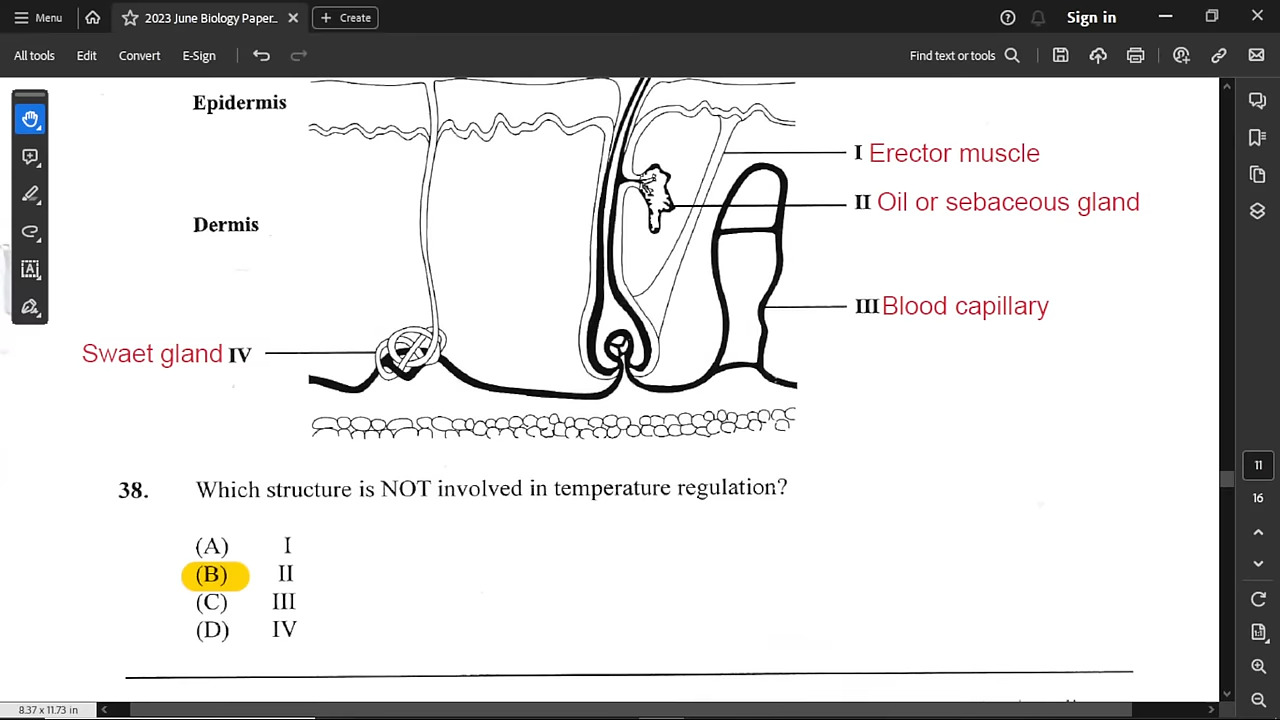 Menu
2023 June Biology Paper...
Create
Sign in
All tools
Edit
Convert
E-Sign
Find text or tools
Epidermis
I Erector muscle
II Oil or sebaceous gland
Dermis
III Blood capillary
Swaet gland IV
38. Which structure is NOT involved in temperature regulation?
(A) I
(B) II
(C) III
(D) IV
11
16
8.37 x 11.73 in